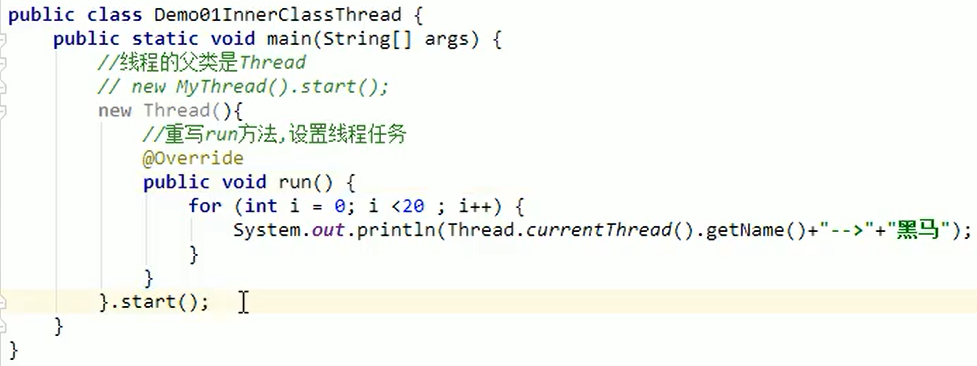 public class Demo01InnerClassThread {
    public static void main(String[] args) {
        //线程的父类是Thread
        // new MyThread().start();
        new Thread(){
            //重写run方法,设置线程任务
            @Override
            public void run() {
                for (int i = 0; i <20 ; i++) {
                    System.out.println(Thread.currentThread().getName()+"-->"+"黑马");
                }
            }
        }.start();
    }
}